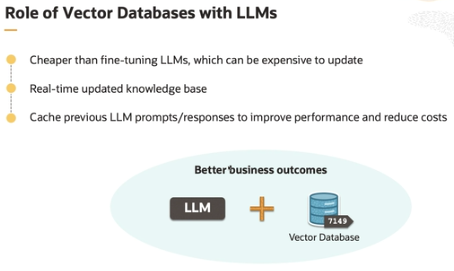 Role of Vector Databases with LLMs
Cheaper than fine-tuning LLMs, which can be expensive to update
Real-time updated knowledge base
Cache previous LLM prompts/responses to improve performance and reduce costs
Better business outcomes
LLM
7149
Vector Database